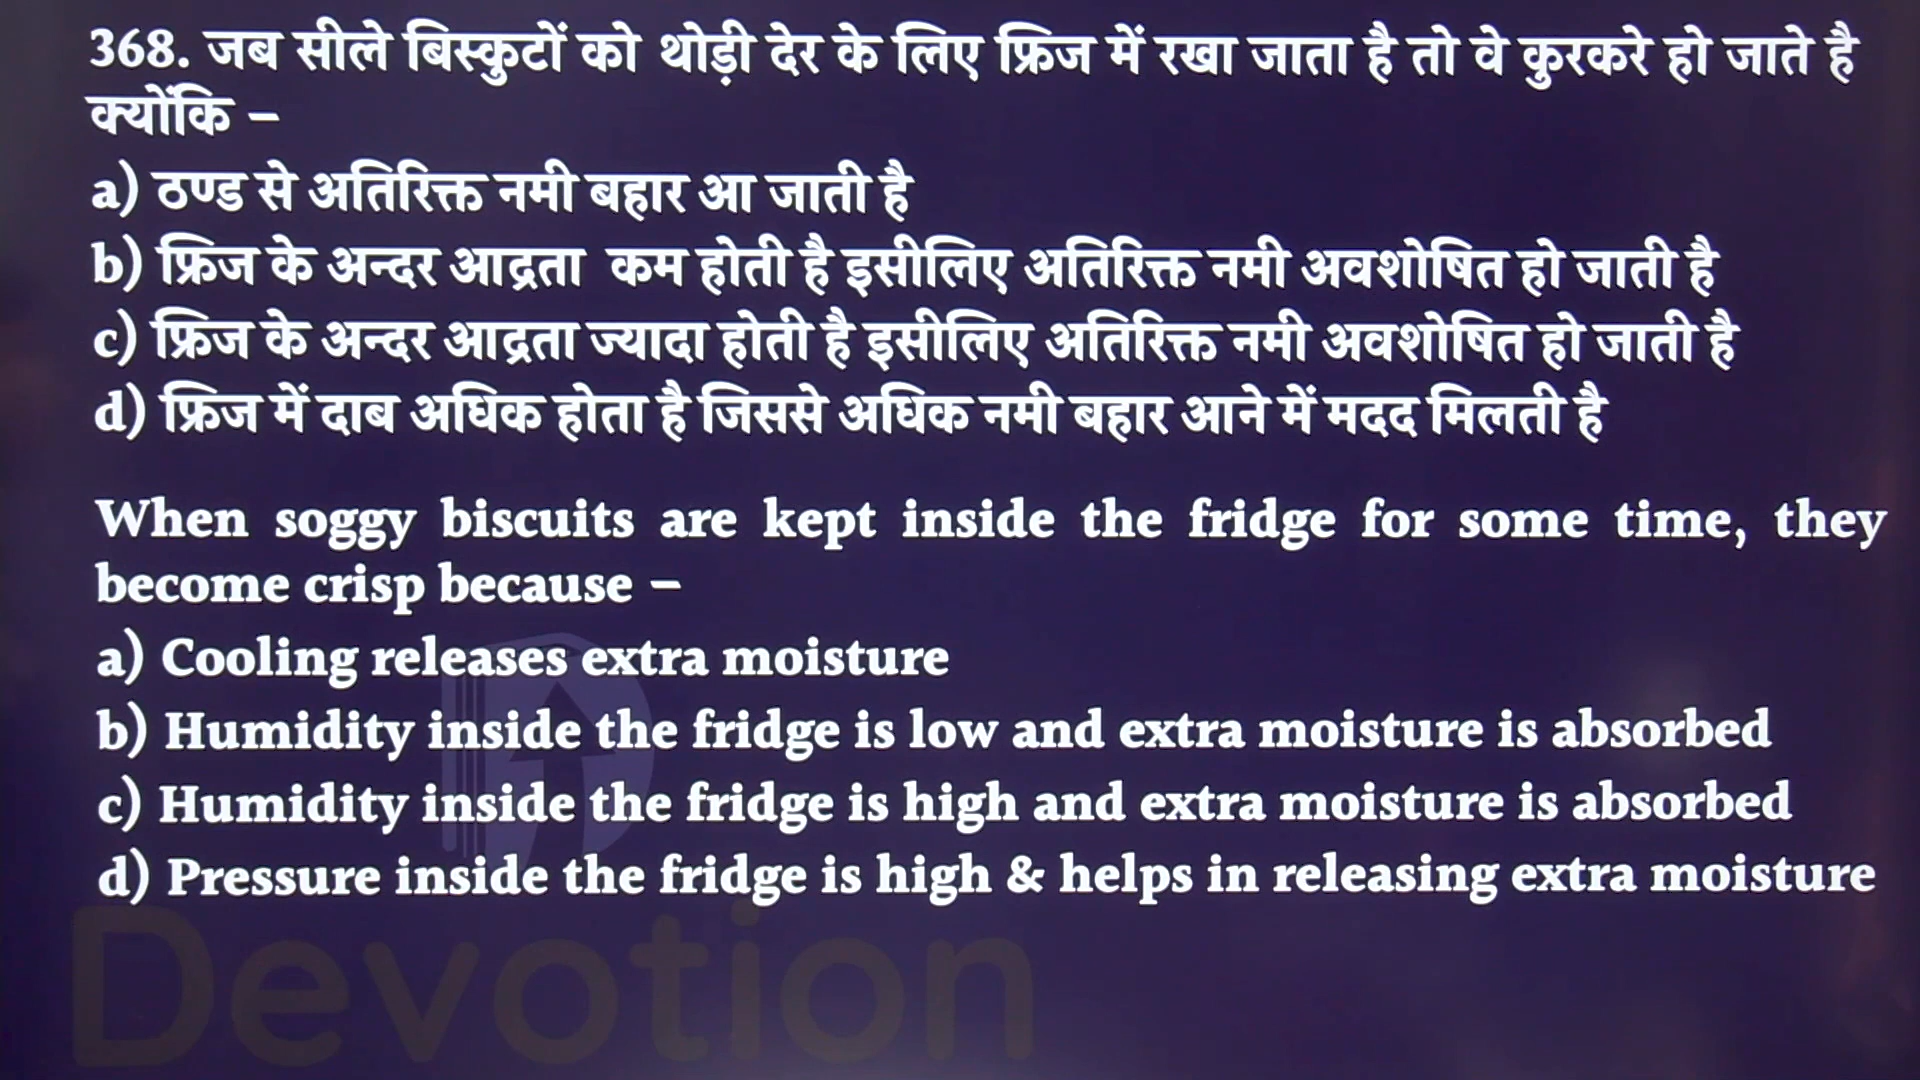 368. जब सीले बिस्कुटों को थोड़ी देर के लिए फ्रिज में रखा जाता है तो वे कुरकरे हो जाते है
क्योंकि –
a) ठण्ड से अतिरिक्त नमी बहार आ जाती है
b) फ्रिज के अन्दर आद्रता कम होती है इसीलिए अतिरिक्त नमी अवशोषित हो जाती है
c) फ्रिज के अन्दर आद्रता ज्यादा होती है इसीलिए अतिरिक्त नमी अवशोषित हो जाती है
d) फ्रिज में दाब अधिक होता है जिससे अधिक नमी बहार आने में मदद मिलती है
When soggy biscuits are kept inside the fridge for some time, they
become crisp because –
a) Cooling releases extra moisture
b) Humidity inside the fridge is low and extra moisture is absorbed
c) Humidity inside the fridge is high and extra moisture is absorbed
d) Pressure inside the fridge is high & helps in releasing extra moisture
Devotion